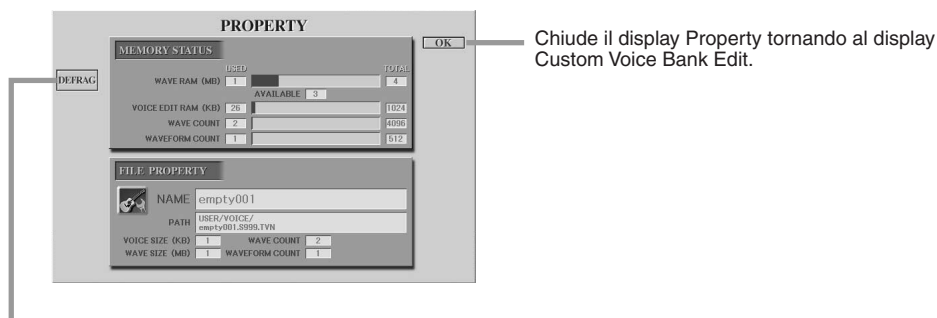 PROPERTY
MEMORY STATUS
OK
Chiude il display Property tornando al display
Custom Voice Bank Edit.
USED
TOTAL
DEFRAG
WAVE RAM (MB) 1 4
AVAILABLE 3
VOICE EDIT RAM (KB) 26 1024
WAVE COUNT 2 4096
WAVEFORM COUNT 1 512
FILE PROPERTY
NAME empty001
PATH USER/VOICE/
empty001.S999.TVN
VOICE SIZE (KB) 1 WAVE COUNT 2
WAVE SIZE (MB) 1 WAVEFORM COUNT 1